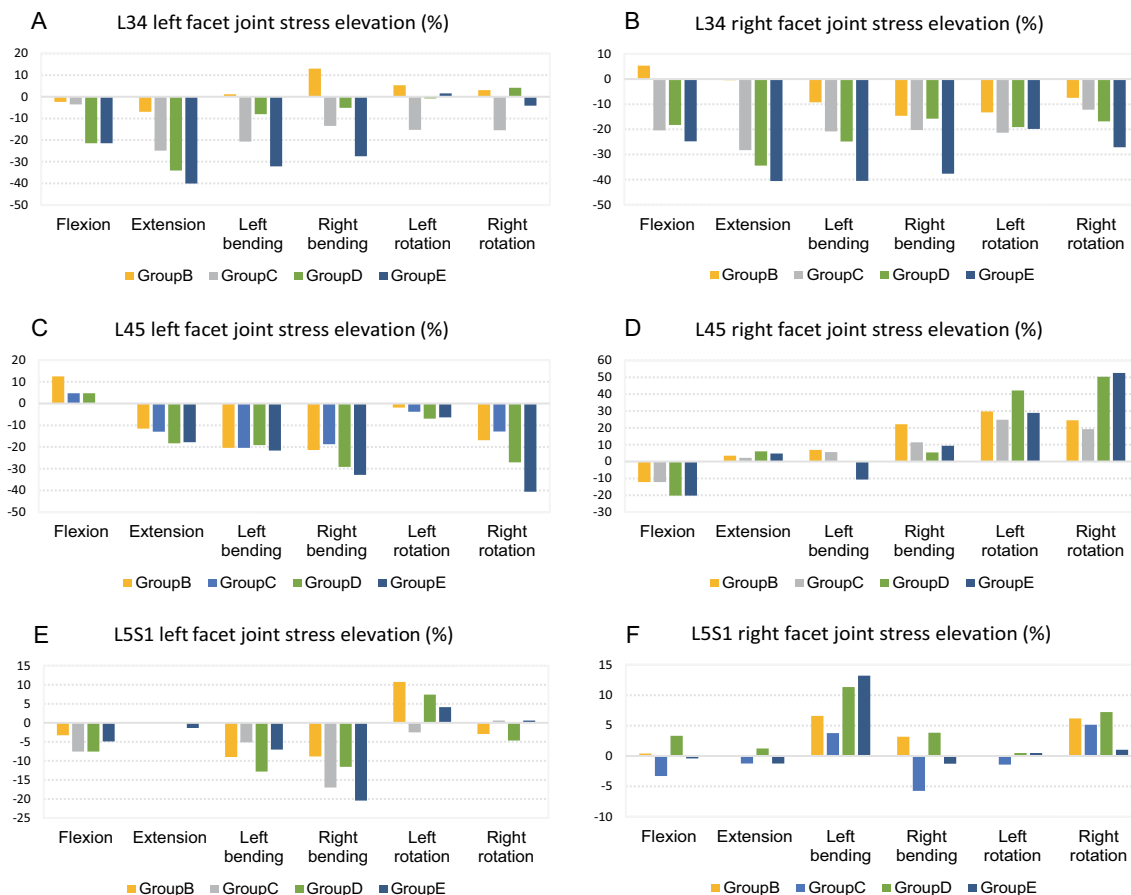 A
L34 left facet joint stress elevation (%)
20
10
0
-10
-20
-30
-40
-50
Flexion Extension Left bending Right bending Left rotation Right rotation
GroupB GroupC GroupD GroupE
B
L34 right facet joint stress elevation (%)
10
0
-10
-20
-30
-40
-50
Flexion Extension Left bending Right bending Left rotation Right rotation
GroupB GroupC GroupD GroupE
C
L45 left facet joint stress elevation (%)
20
10
0
-10
-20
-30
-40
-50
Flexion Extension Left bending Right bending Left rotation Right rotation
GroupB GroupC GroupD GroupE
D
L45 right facet joint stress elevation (%)
60
50
40
30
20
10
0
-10
-20
-30
Flexion Extension Left bending Right bending Left rotation Right rotation
GroupB GroupC GroupD GroupE
E
L5S1 left facet joint stress elevation (%)
15
10
5
0
-5
-10
-15
-20
-25
Flexion Extension Left bending Right bending Left rotation Right rotation
GroupB GroupC GroupD GroupE
F
L5S1 right facet joint stress elevation (%)
15
10
5
0
-5
-10
Flexion Extension Left bending Right bending Left rotation Right rotation
GroupB GroupC GroupD GroupE